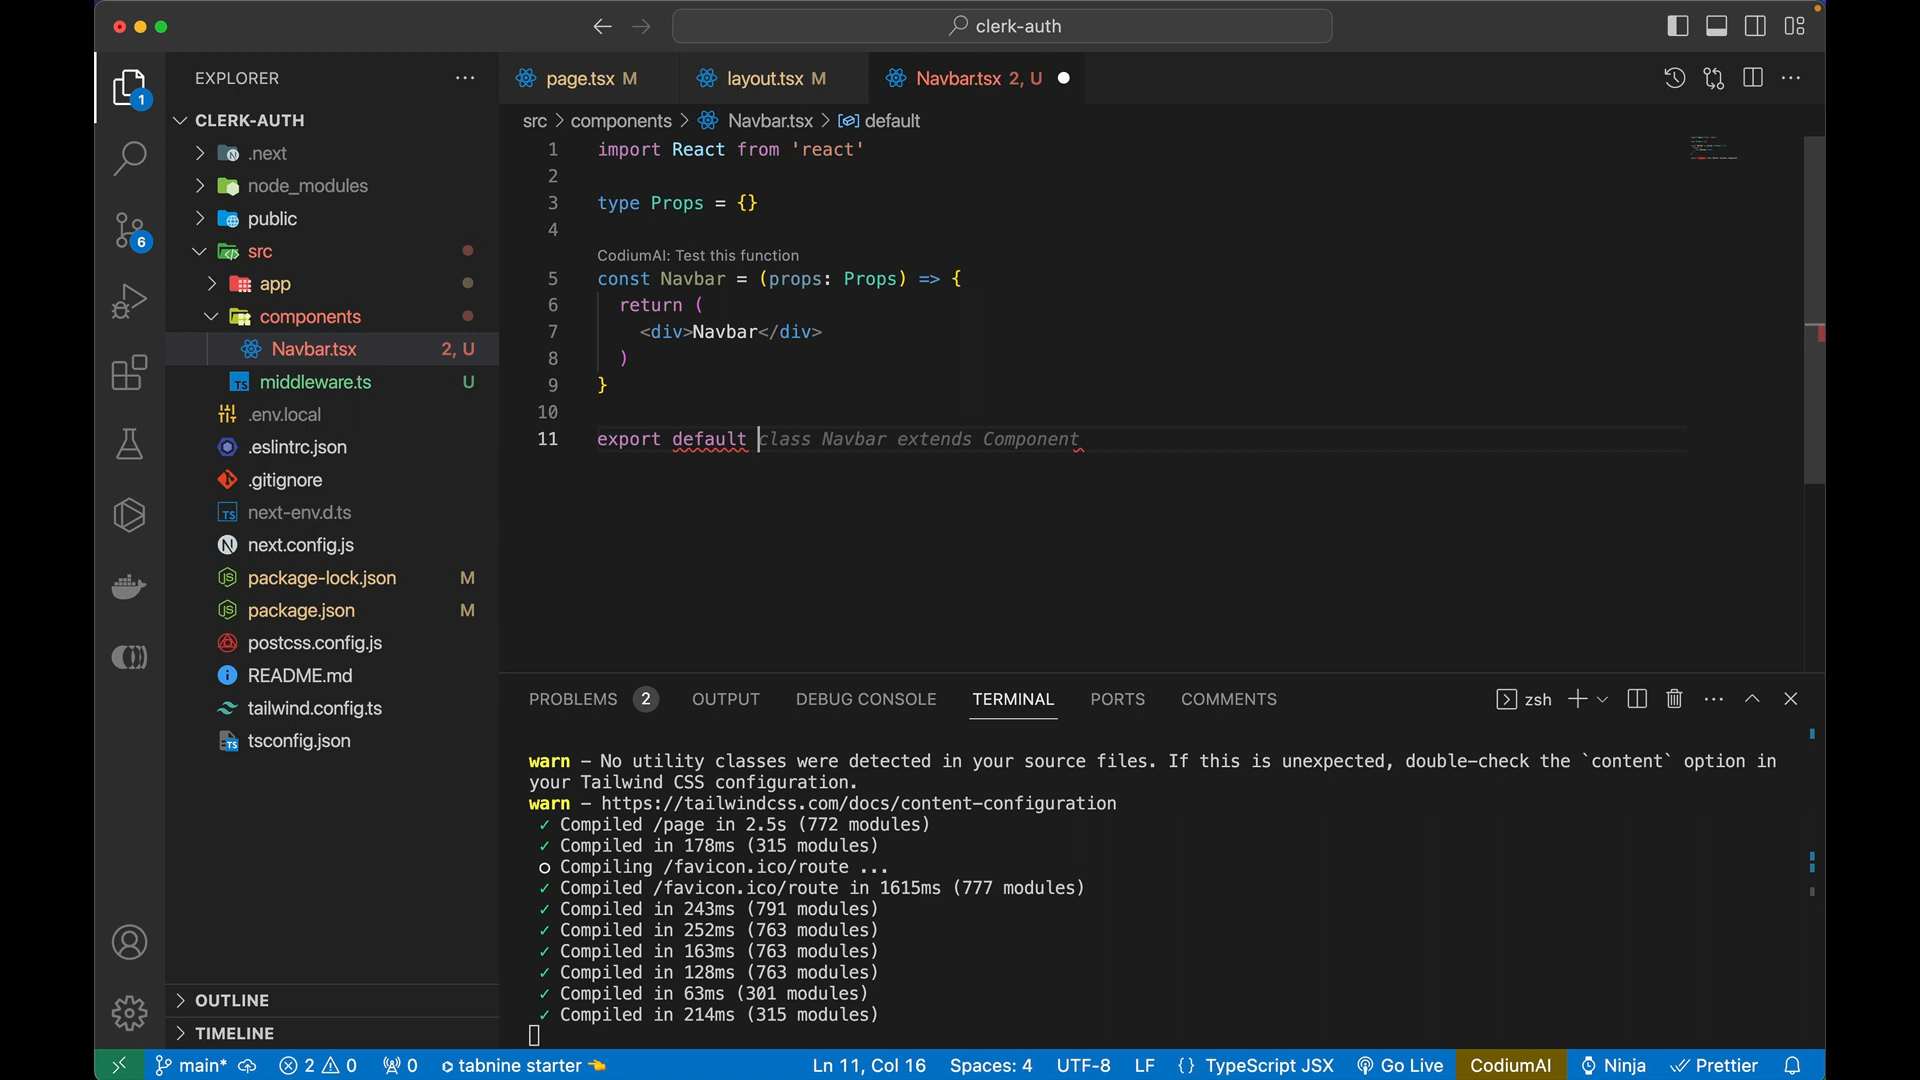 clerk-auth
EXPLORER
page.tsx M
layout.tsx M
Navbar.tsx 2, U
1
CLERK-AUTH
src > components > Navbar.tsx > default
.next
node_modules
public
src
app
components
Navbar.tsx 2, U
middleware.ts U
.env.local
.eslintrc.json
.gitignore
next-env.d.ts
next.config.js
package-lock.json M
package.json M
postcss.config.js
README.md
tailwind.config.ts
tsconfig.json
6
OUTLINE
TIMELINE
1 import React from 'react'
2
3 type Props = {}
4
CodiumAI: Test this function
5 const Navbar = (props: Props) => {
6 return (
7 <div>Navbar</div>
8 )
9 }
10
11 export default class Navbar extends Component
PROBLEMS 2 OUTPUT DEBUG CONSOLE TERMINAL PORTS COMMENTS
zsh
warn - No utility classes were detected in your source files. If this is unexpected, double-check the `content` option in
your Tailwind CSS configuration.
warn - https://tailwindcss.com/docs/content-configuration
✓ Compiled /page in 2.5s (772 modules)
✓ Compiled in 178ms (315 modules)
○ Compiling /favicon.ico/route ...
✓ Compiled /favicon.ico/route in 1615ms (777 modules)
✓ Compiled in 243ms (791 modules)
✓ Compiled in 252ms (763 modules)
✓ Compiled in 163ms (763 modules)
✓ Compiled in 128ms (763 modules)
✓ Compiled in 63ms (301 modules)
✓ Compiled in 214ms (315 modules)
main* 2 0 0 tabnine starter Ln 11, Col 16 Spaces: 4 UTF-8 LF {} TypeScript JSX Go Live CodiumAI Ninja Prettier